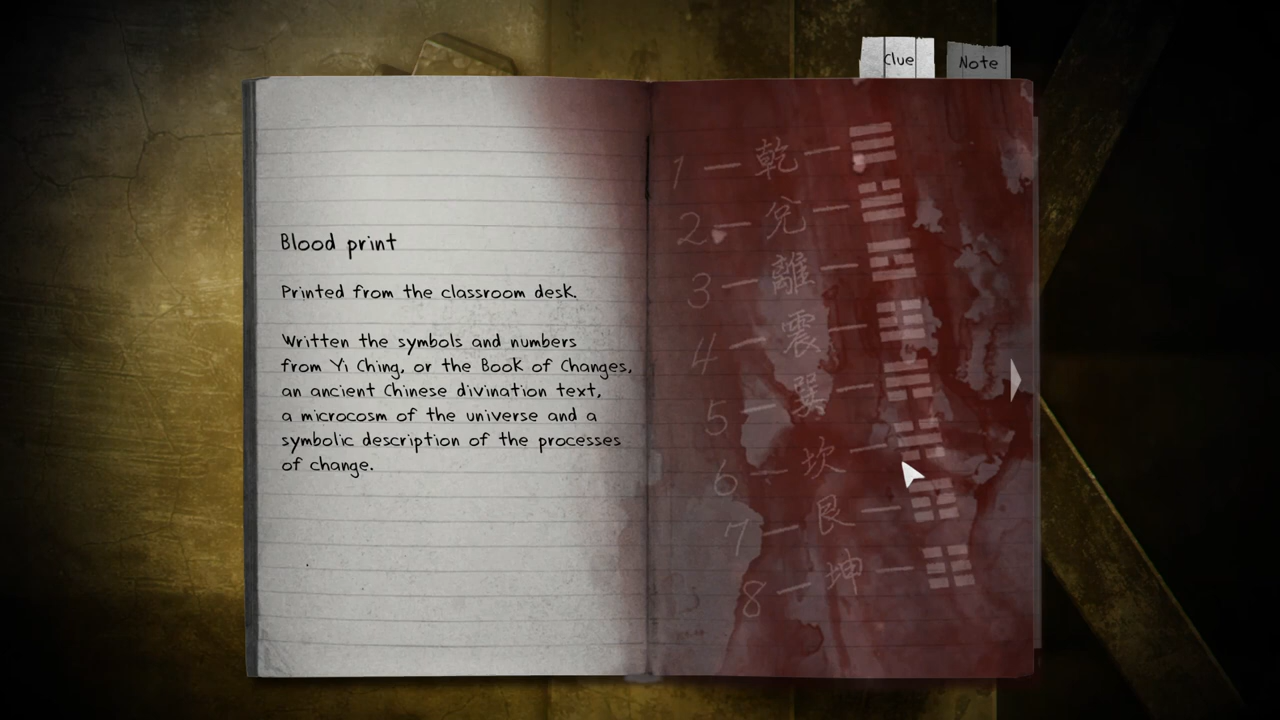 Clue
Note
Blood print
Printed from the classroom desk.
Written the symbols and numbers
from Yi Ching, or the Book of Changes,
an ancient Chinese divination text,
a microcosm of the universe and a
symbolic description of the processes
of change.
1 — 乾 — ☰
2 — 兌 — ☱
3 — 離 — ☲
4 — 震 — ☳
5 — 巽 — ☴
6 — 坎 — ☵
7 — 艮 — ☶
8 — 坤 — ☷